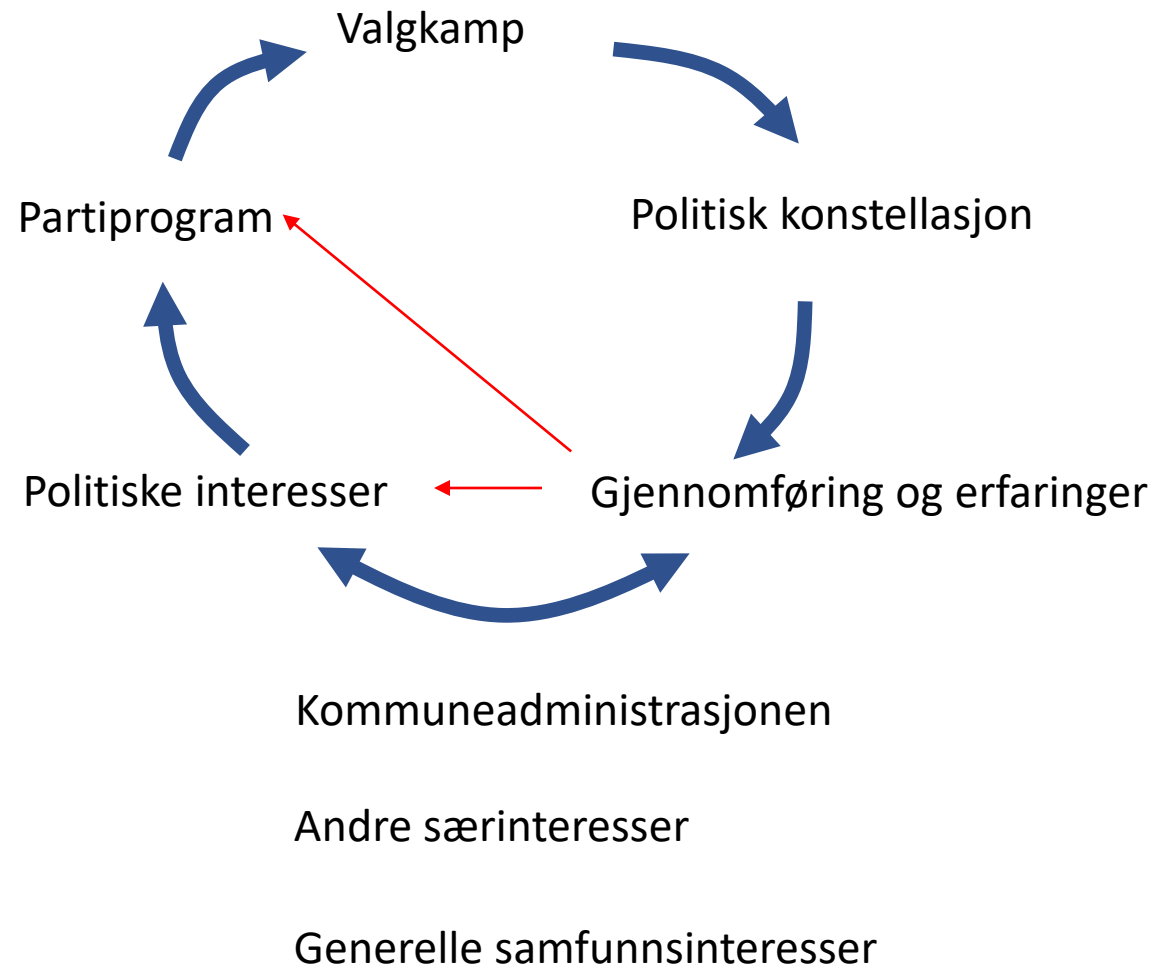 Valgkamp
Partiprogram
Politisk konstellasjon
Politiske interesser
Gjennomføring og erfaringer
Kommuneadministrasjonen
Andre særinteresser
Generelle samfunnsinteresser